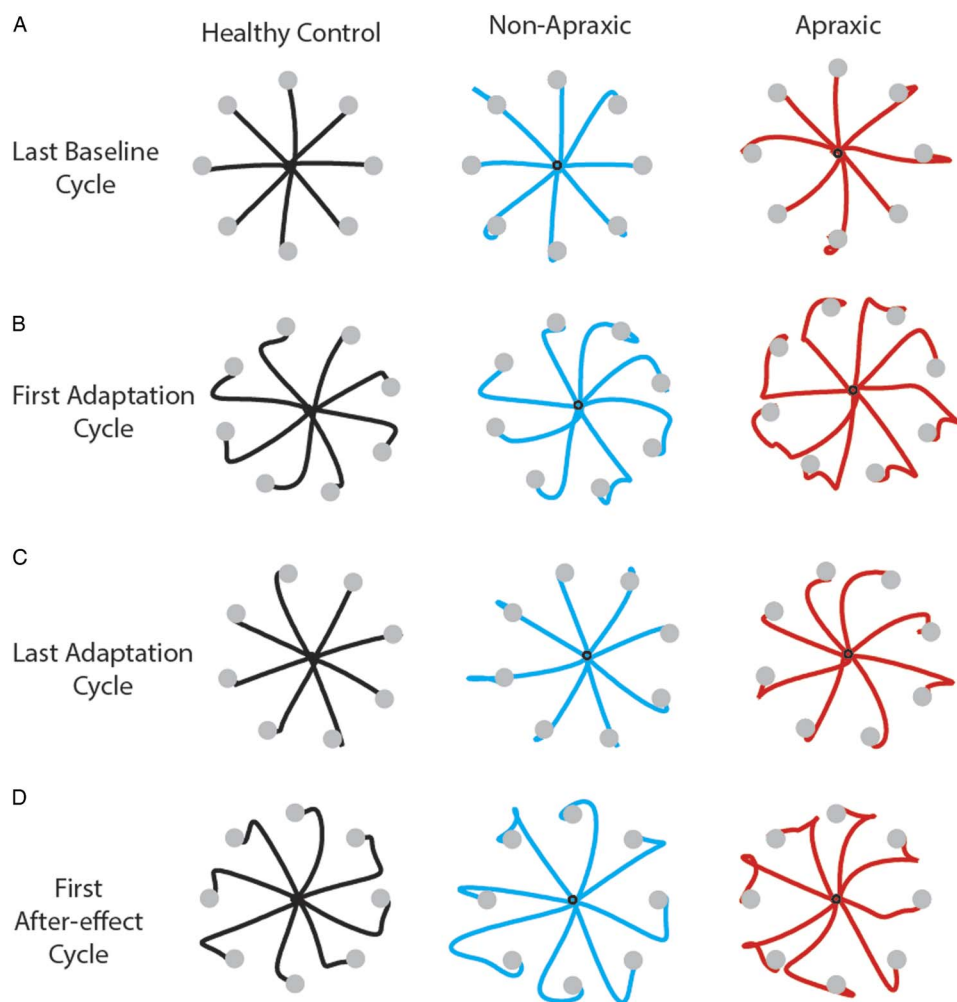 A
Healthy Control
Non-Apraxic
Apraxic
Last Baseline
Cycle
B
First Adaptation
Cycle
C
Last Adaptation
Cycle
D
First
After-effect
Cycle